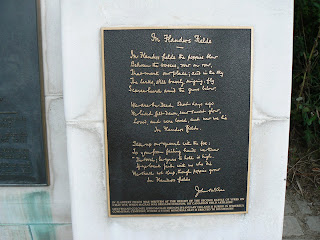 In Flanders Fields
In Flanders fields the poppies blow
Between the crosses, row on row,
That mark our place; and in the sky
The larks, still bravely singing, fly
Scarce heard amid the guns below.
We are the Dead. Short days ago
We lived, felt dawn, saw sunset glow,
Loved and were loved, and now we lie
In Flanders fields.
Take up our quarrel with the foe:
To you from failing hands we throw
The torch; be yours to hold it high.
If ye break faith with us who die
We shall not sleep, though poppies grow
In Flanders fields
John McCrae